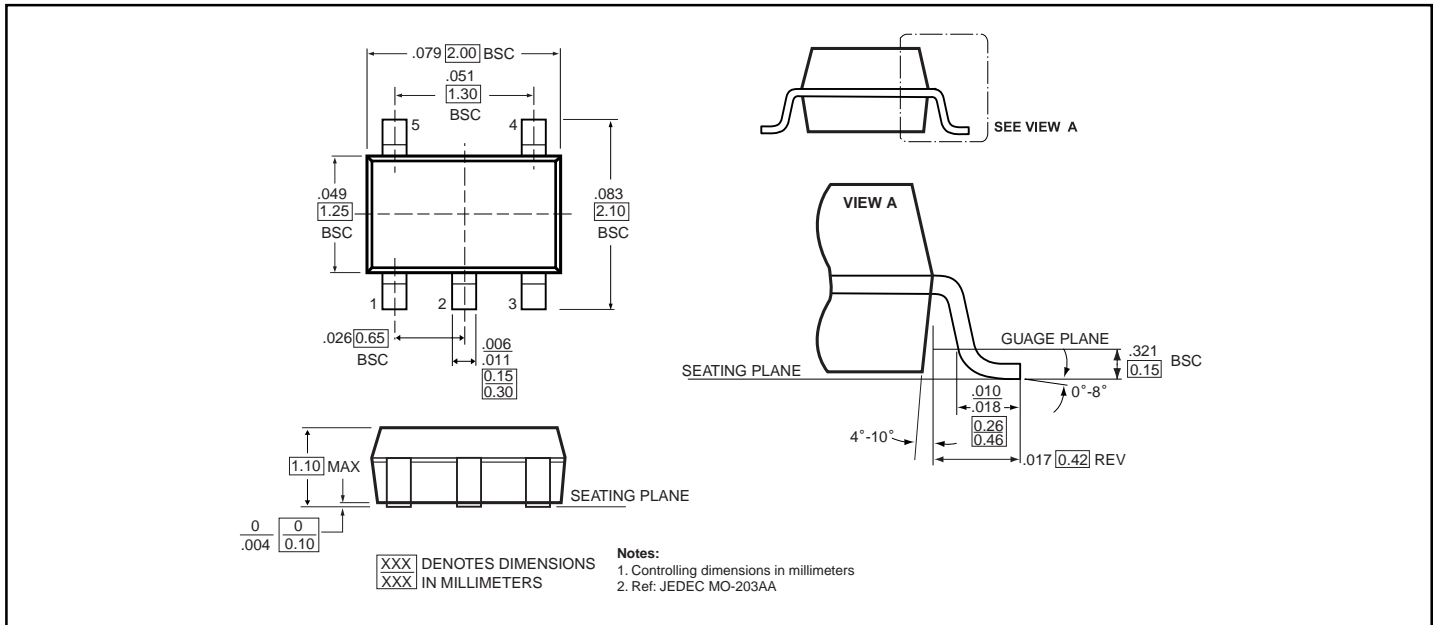 .079 2.00 BSC
.051
1.30
BSC
5
4
.049
1.25
BSC
.083
2.10
BSC
1
2
3
.026 0.65
BSC
.006
.011
0.15
0.30
1.10 MAX
SEATING PLANE
0
.004
0
0.10
XXX DENOTES DIMENSIONS
XXX IN MILLIMETERS
Notes:
1. Controlling dimensions in millimeters
2. Ref: JEDEC MO-203AA
SEE VIEW A
VIEW A
GUAGE PLANE
.321
0.15
BSC
SEATING PLANE
0°-8°
.010
.018
0.26
0.46
4°-10°
.017 0.42 REV